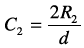 C₂ = 2R₂ / d